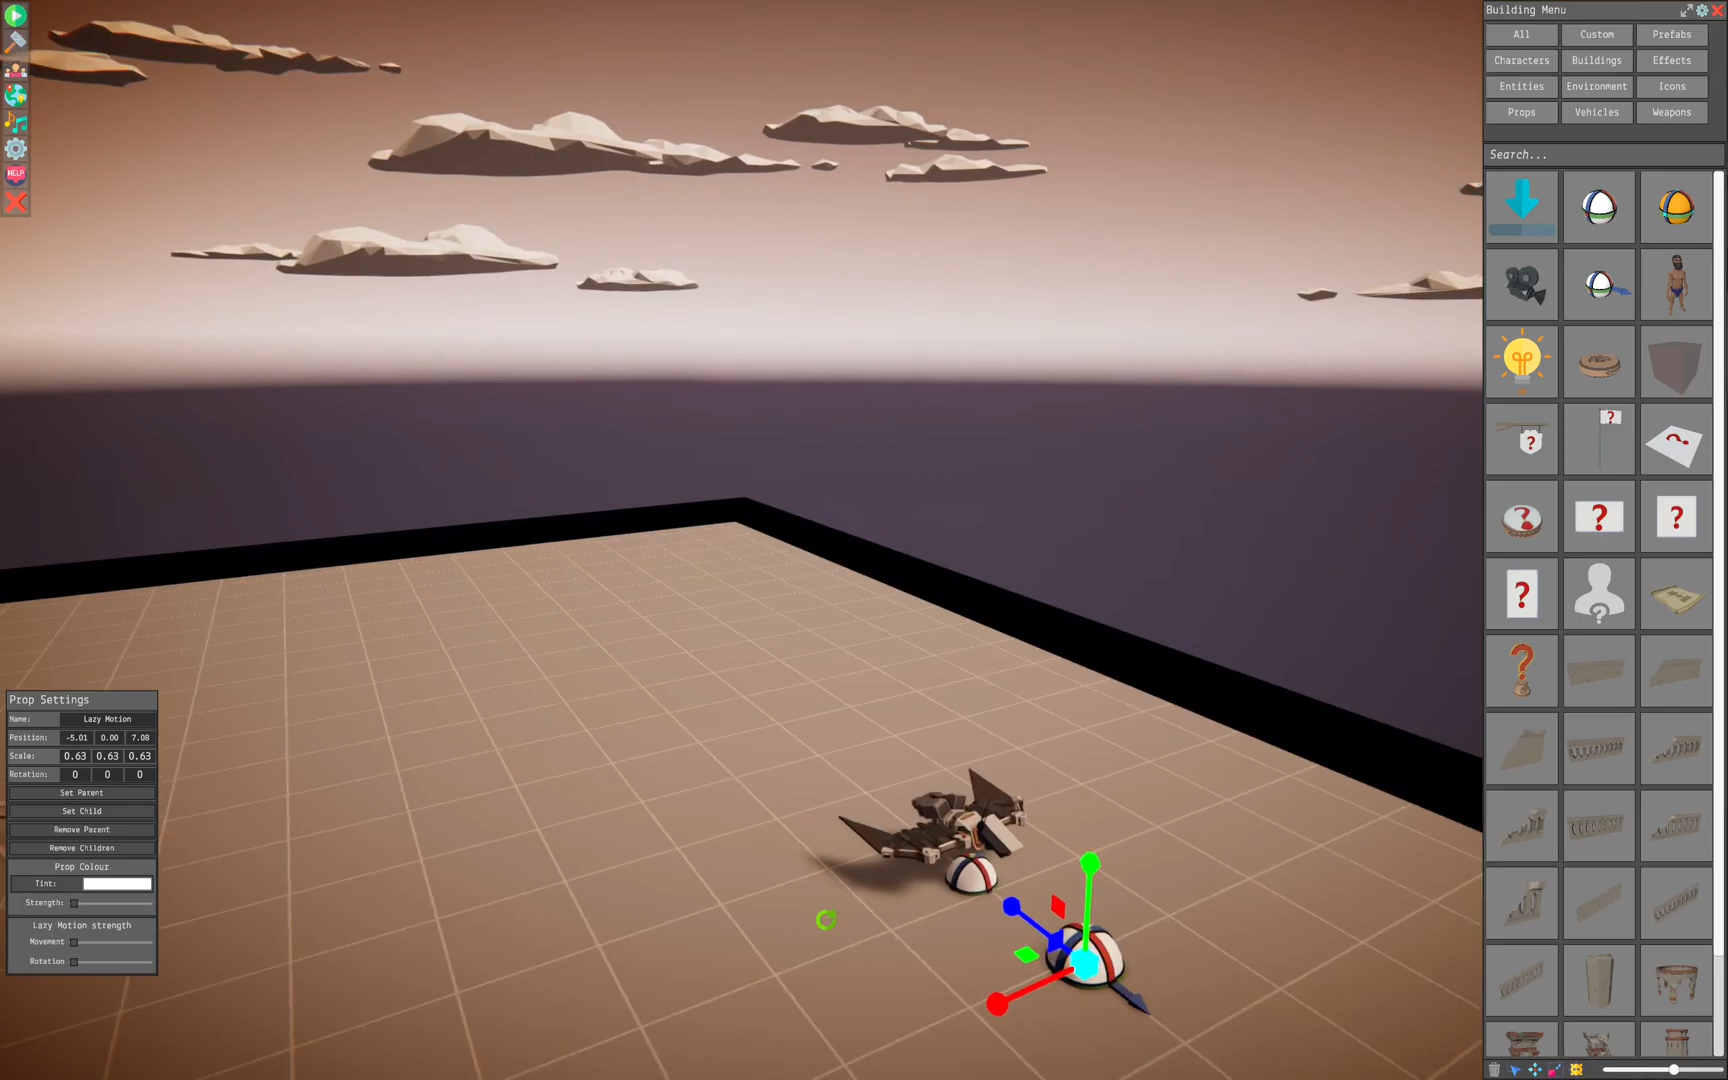 HELP
Building Menu
All Custom Prefabs
Characters Buildings Effects
Entities Environment Icons
Props Vehicles Weapons
Search...
?
?
?
?
?
?
?
?
?
Prop Settings
Name: Lazy Motion
Position: -5.01 0.00 7.08
Scale: 0.63 0.63 0.63
Rotation: 0 0 0
Set Parent
Set Child
Remove Parent
Remove Children
Prop Colour
Tint:
Strength:
Lazy Motion strength
Movement
Rotation